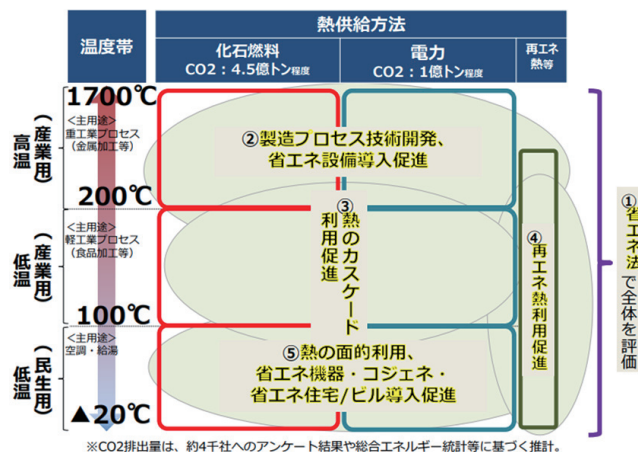 温度帯
熱供給方法
化石燃料
CO2：4.5億トン程度
電力
CO2：1億トン程度
再エネ
熱等
高温
（産業用）
1700℃
＜主用途＞
重工業プロセス
（金属加工等）
200℃
②製造プロセス技術開発、
省エネ設備導入促進
③熱のカスケード
利用促進
④再エネ熱利用促進
①省エネ法で全体を評価
低温
（産業用）
＜主用途＞
軽工業プロセス
（食品加工等）
100℃
低温
（民生用）
＜主用途＞
空調・給湯
▲20℃
⑤熱の面的利用、
省エネ機器・コジェネ・
省エネ住宅/ビル導入促進
※CO2排出量は、約4千社へのアンケート結果や総合エネルギー統計等に基づく推計。